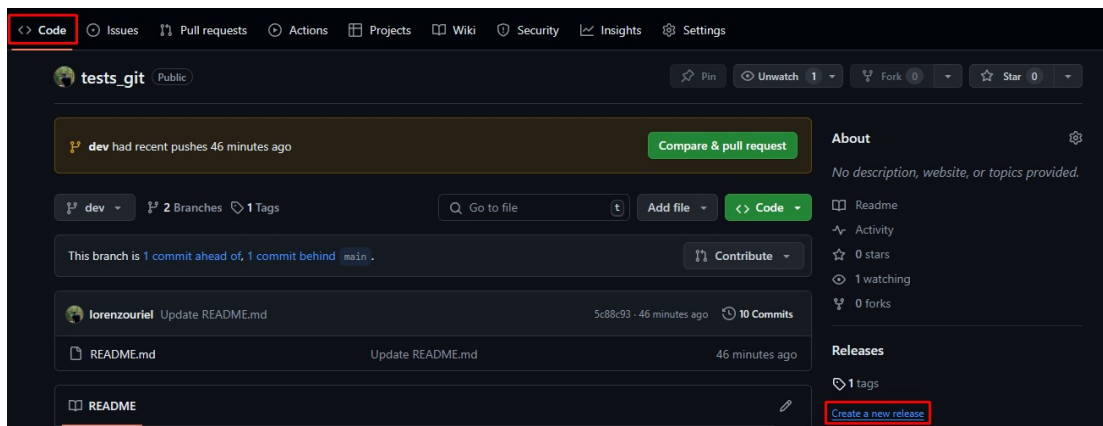 <> Code Issues Pull requests Actions Projects Wiki Security Insights Settings
tests_git Public Pin Unwatch 1 Fork 0 Star 0
dev had recent pushes 46 minutes ago Compare & pull request
dev 2 Branches 1 Tags Go to file t Add file <> Code
This branch is 1 commit ahead of, 1 commit behind main . Contribute
lorenzouriel Update README.md 5c88c93 · 46 minutes ago 10 Commits
README.md Update README.md 46 minutes ago
README
About
No description, website, or topics provided.
Readme
Activity
0 stars
1 watching
0 forks
Releases
1 tags
Create a new release